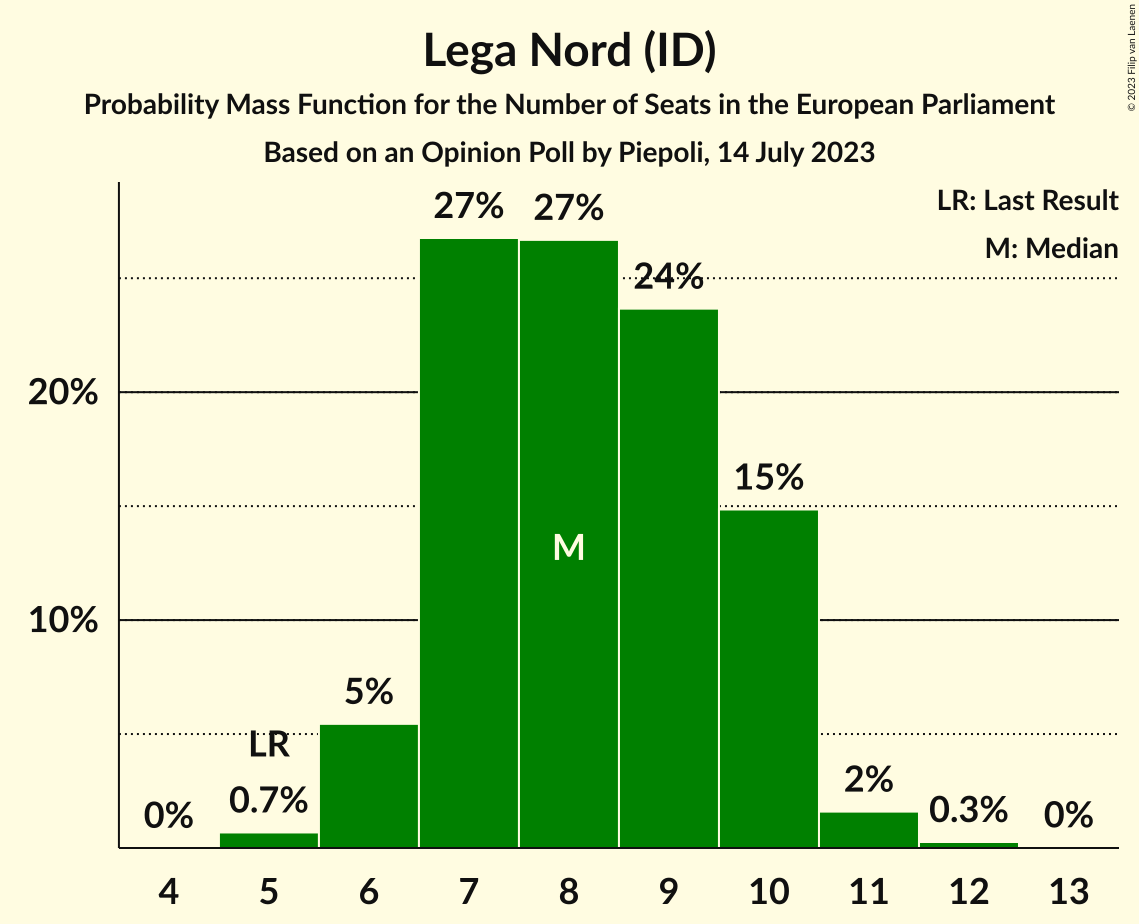 Lega Nord (ID)
Probability Mass Function for the Number of Seats in the European Parliament
Based on an Opinion Poll by Piepoli, 14 July 2023
© 2023 Filip van Laenen
LR: Last Result
M: Median
27%
27%
24%
20%
15%
M
10%
5%
LR
0.7%
0%
2%
0.3%
0%
4 5 6 7 8 9 10 11 12 13